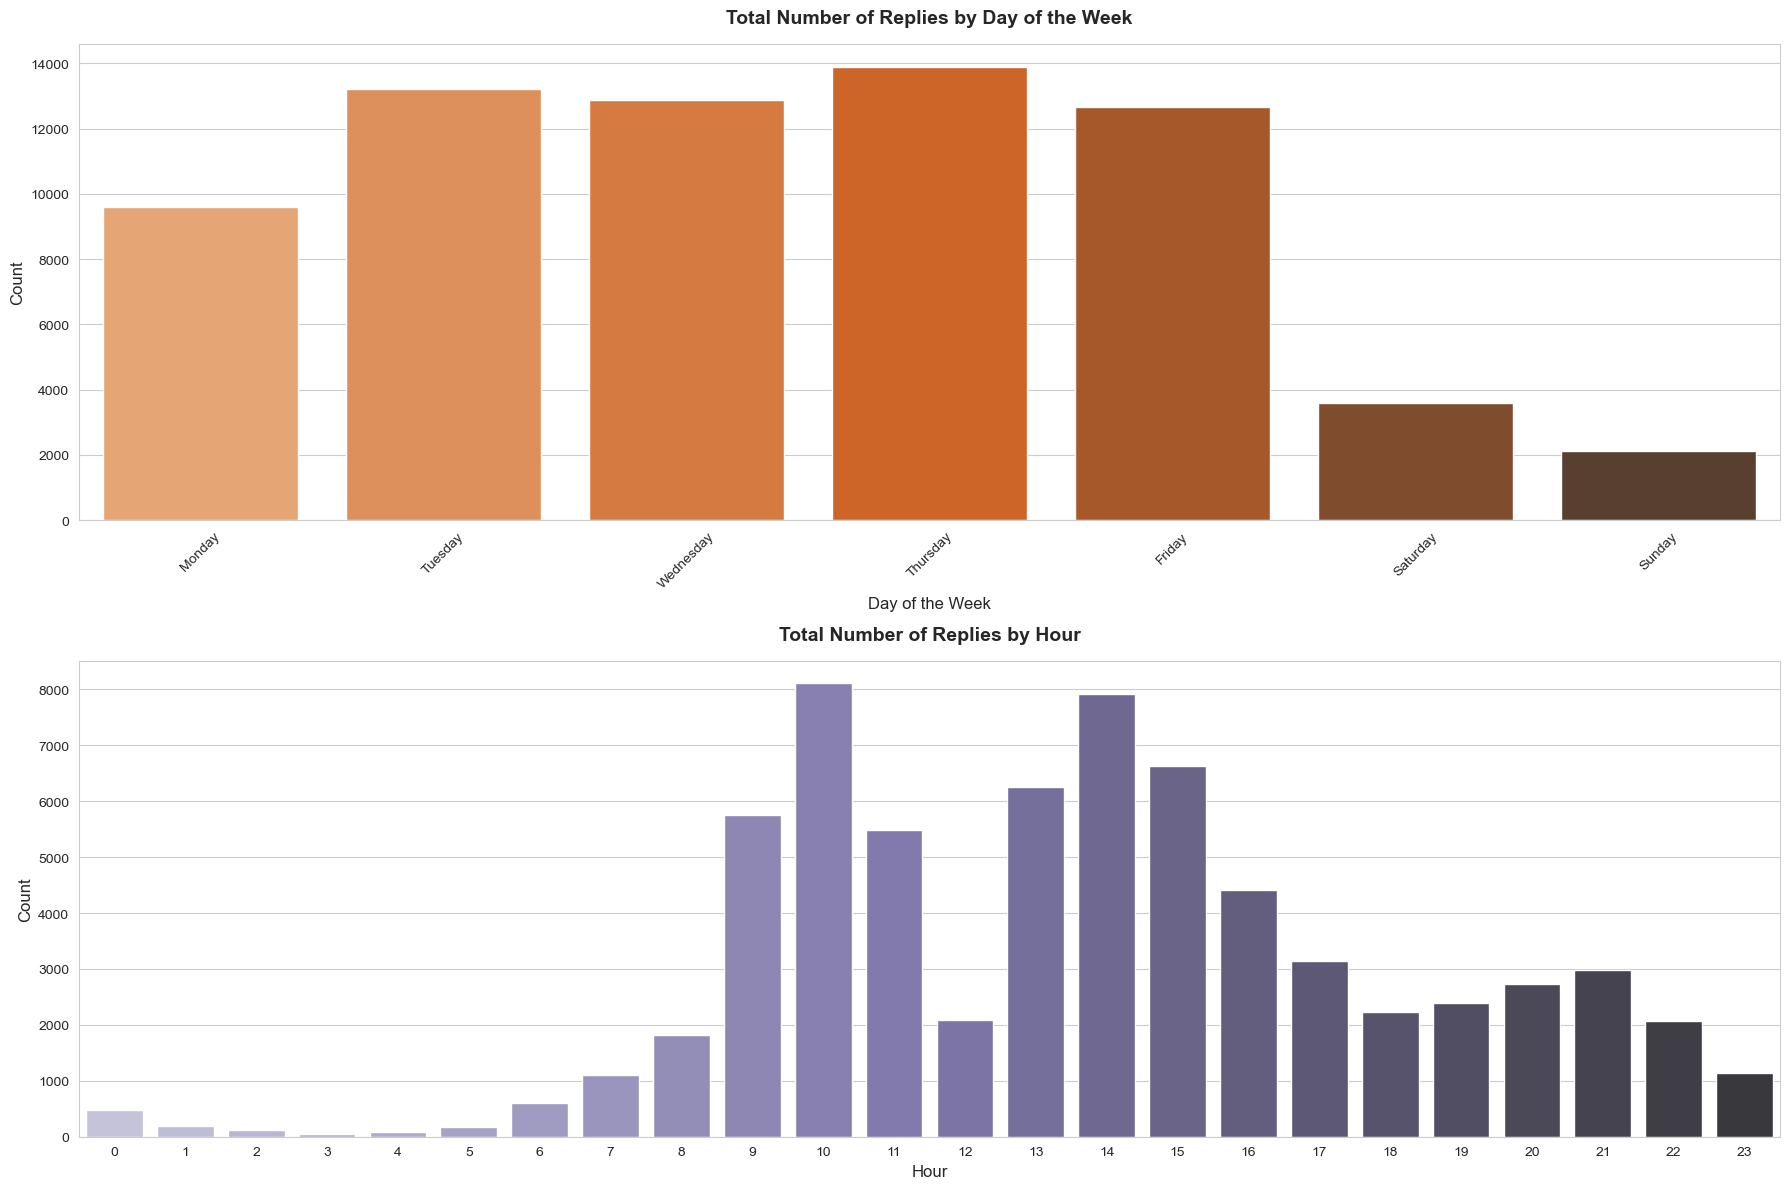 Total Number of Replies by Day of the Week
14000
12000
10000
8000
6000
4000
2000
0
Count
Monday
Tuesday
Wednesday
Thursday
Friday
Saturday
Sunday
Day of the Week
Total Number of Replies by Hour
8000
7000
6000
5000
4000
3000
2000
1000
0
Count
0 1 2 3 4 5 6 7 8 9 10 11 12 13 14 15 16 17 18 19 20 21 22 23
Hour